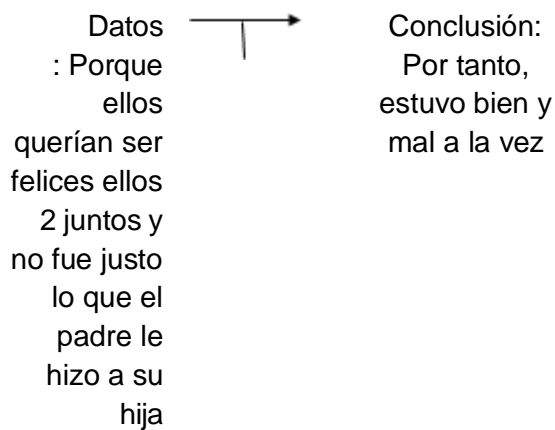 Datos
: Porque
ellos
querían ser
felices ellos
2 juntos y
no fue justo
lo que el
padre le
hizo a su
hija
Conclusión:
Por tanto,
estuvo bien y
mal a la vez